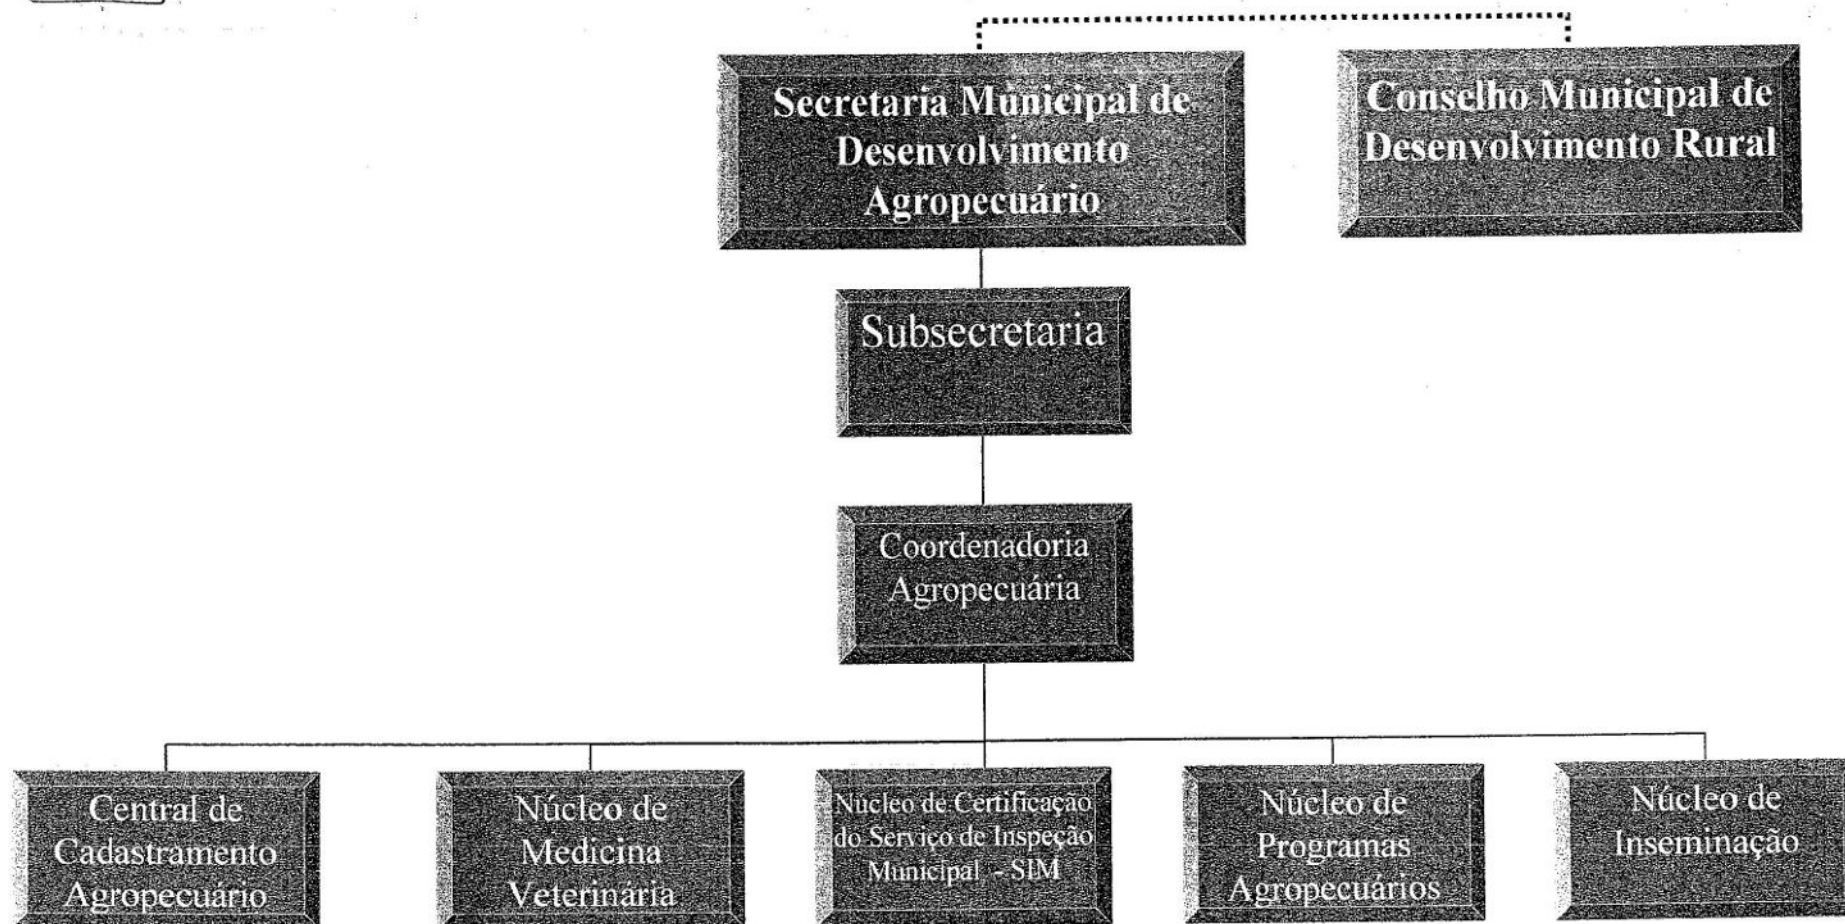 Secretaria Municipal de
Desenvolvimento
Agropecuário
Conselho Municipal de
Desenvolvimento Rural
Subsecretaria
Coordenadoria
Agropecuária
Central de
Cadastramento
Agropecuário
Núcleo de
Medicina
Veterinária
Núcleo de Certificação
do Serviço de Inspeção
Municipal - SIM
Núcleo de
Programas
Agropecuários
Núcleo de
Inseminação